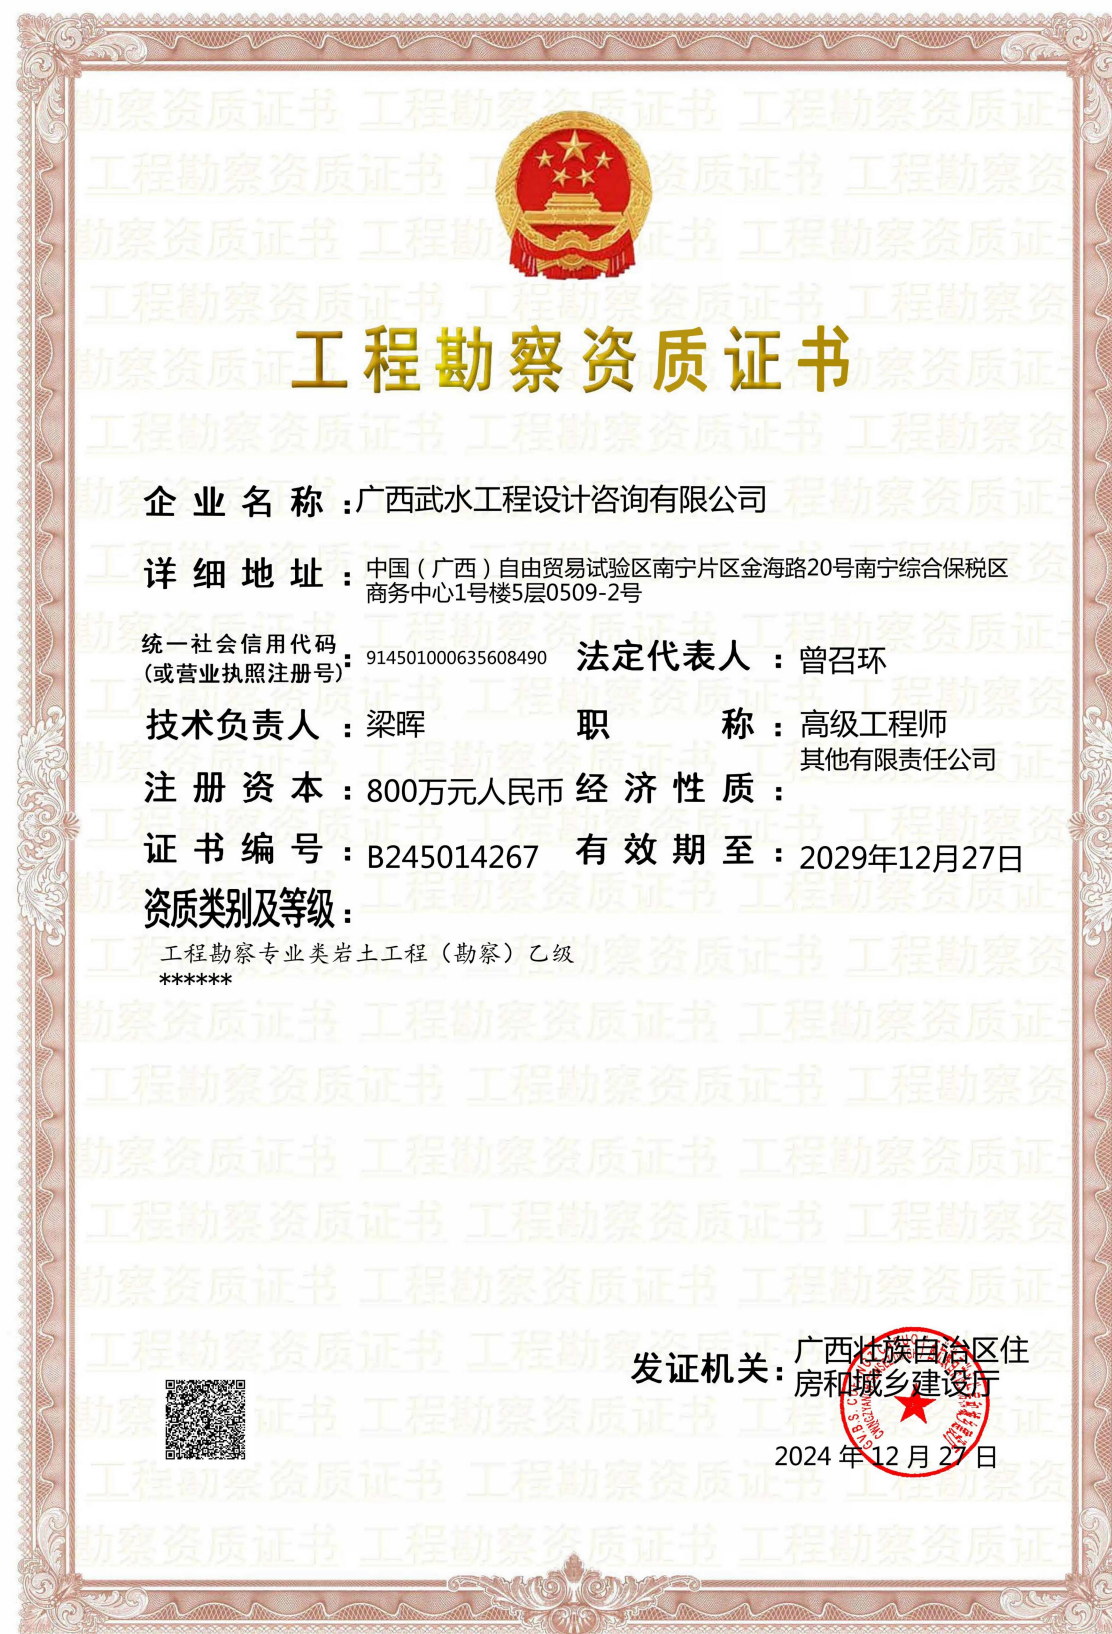 工程勘察资质证书
企业名称：广西武水工程设计咨询有限公司
详细地址：中国（广西）自由贸易试验区南宁片区金海路20号南宁综合保税区
商务中心1号楼5层0509-2号
统一社会信用代码
(或营业执照注册号)：914501000635608490 法定代表人：曾召环
技术负责人：梁晖 职称：高级工程师
其他有限责任公司
注册资本：800万元人民币 经济性质：
证书编号：B245014267 有效期至：2029年12月27日
资质类别及等级：
工程勘察专业类岩土工程（勘察）乙级
******
发证机关：广西壮族自治区住
房和城乡建设厅
2024 年 12 月 27 日